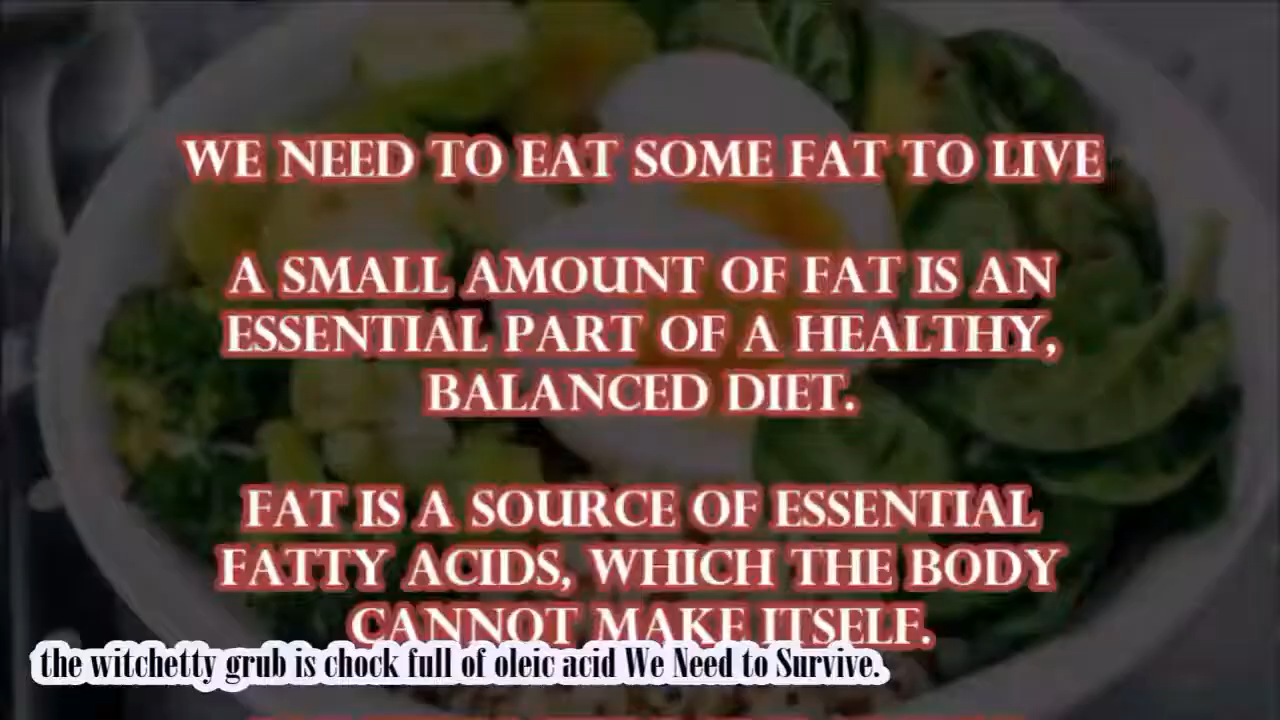 WE NEED TO EAT SOME FAT TO LIVE
A SMALL AMOUNT OF FAT IS AN
ESSENTIAL PART OF A HEALTHY,
BALANCED DIET.
FAT IS A SOURCE OF ESSENTIAL
FATTY ACIDS, WHICH THE BODY
CANNOT MAKE ITSELF.
the witchetty grub is chock full of oleic acid We Need to Survive.